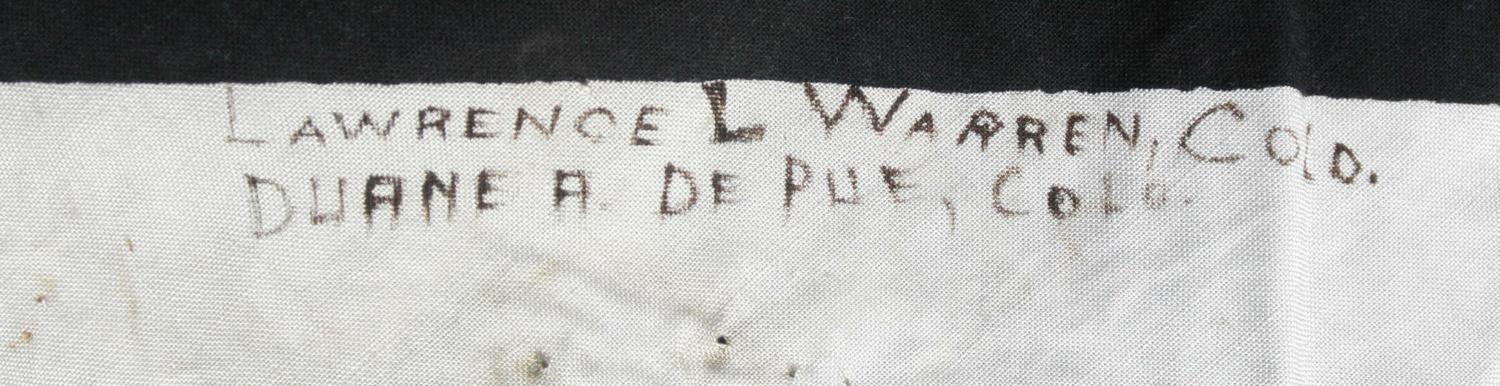 LAWRENCE L WARREN, COLO.
DUANE A. DE PUE, COLO.